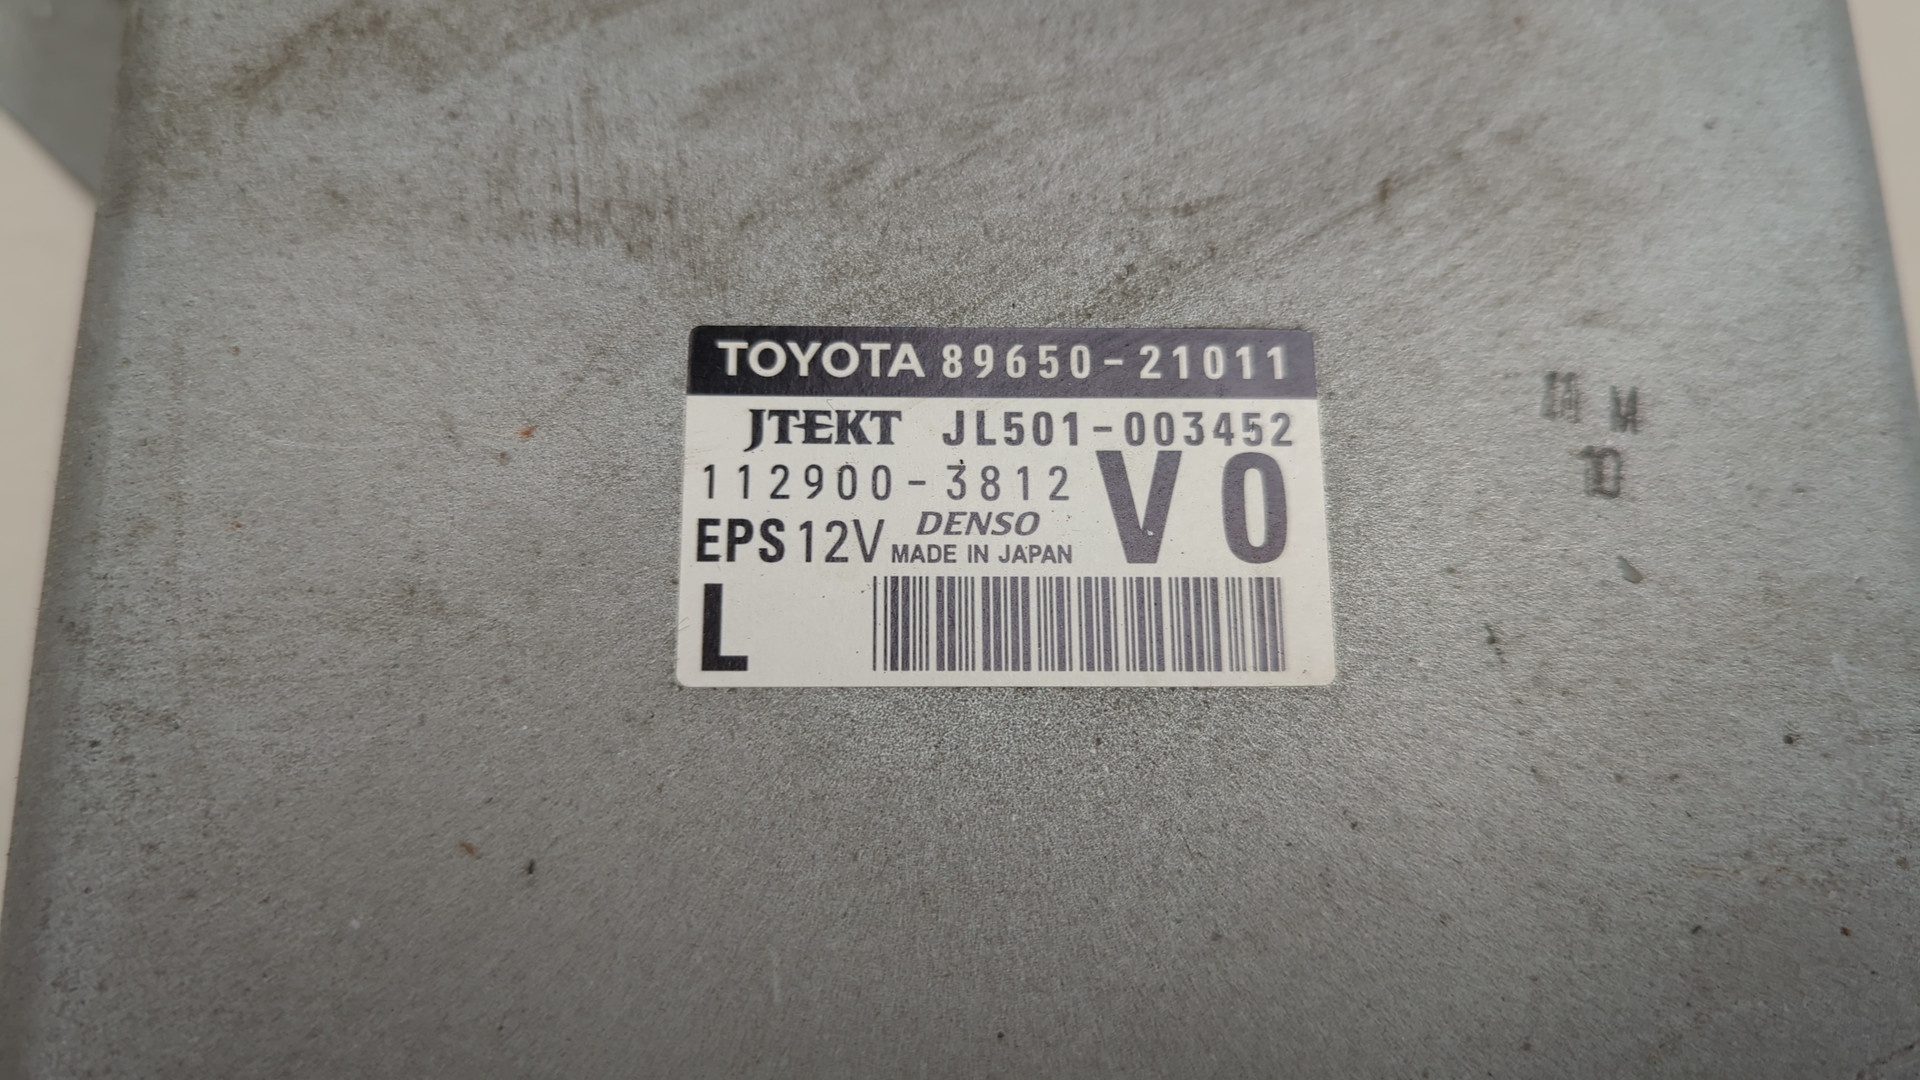 TOYOTA 89650-21011
JTEKT JL501-003452
112900-3812 V0
EPS 12V DENSO
MADE IN JAPAN
L
M
10